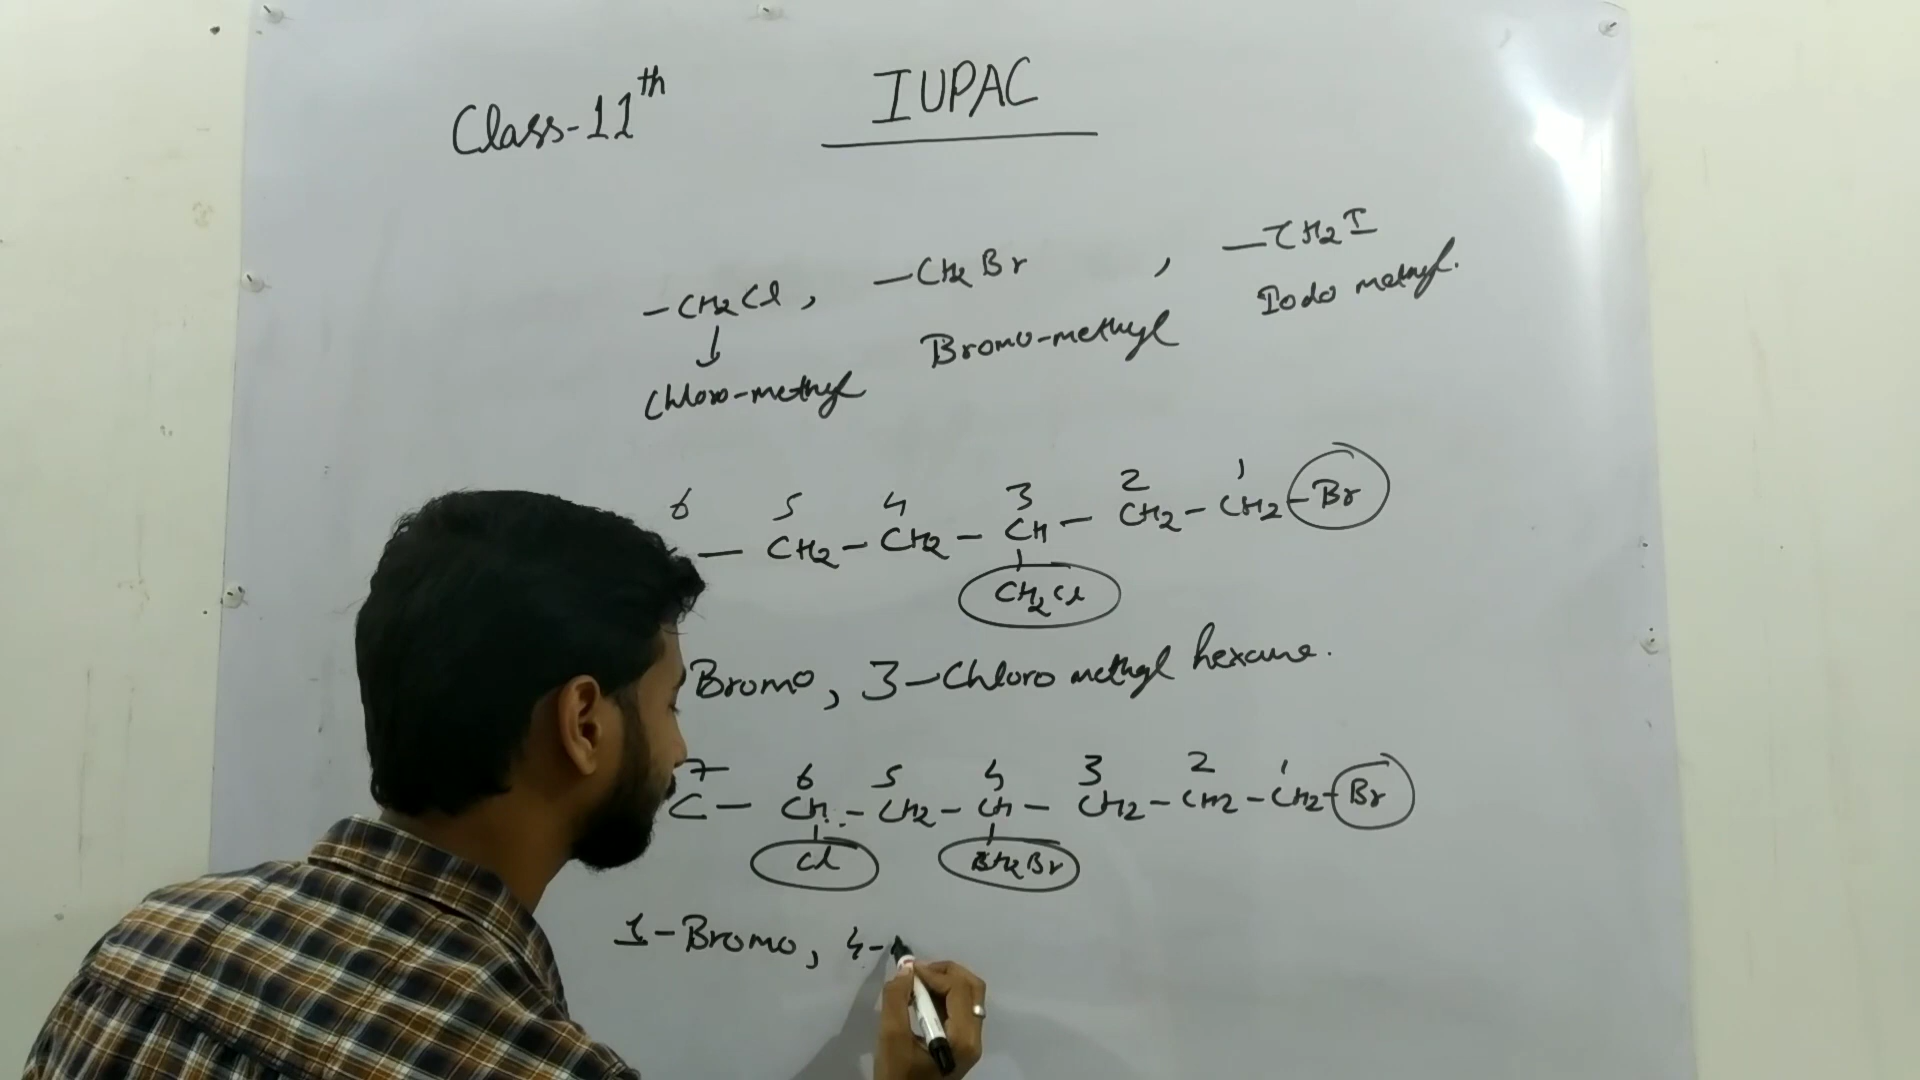 Class-11th
IUPAC
-CH2Cl, -CH2Br, -CH2I
↓
Chloro-methyl
Bromo-methyl
Iodo methyl.
6 5 4 3 2 1
— CH2 — CH2 — CH — CH2 — CH2 — Br
CH2Cl
Bromo, 3-Chloro methyl hexane.
7 6 5 4 3 2 1
C — CH — CH2 — CH — CH2 — CH2 — CH2 — Br
Cl CH2Br
1-Bromo, 4-